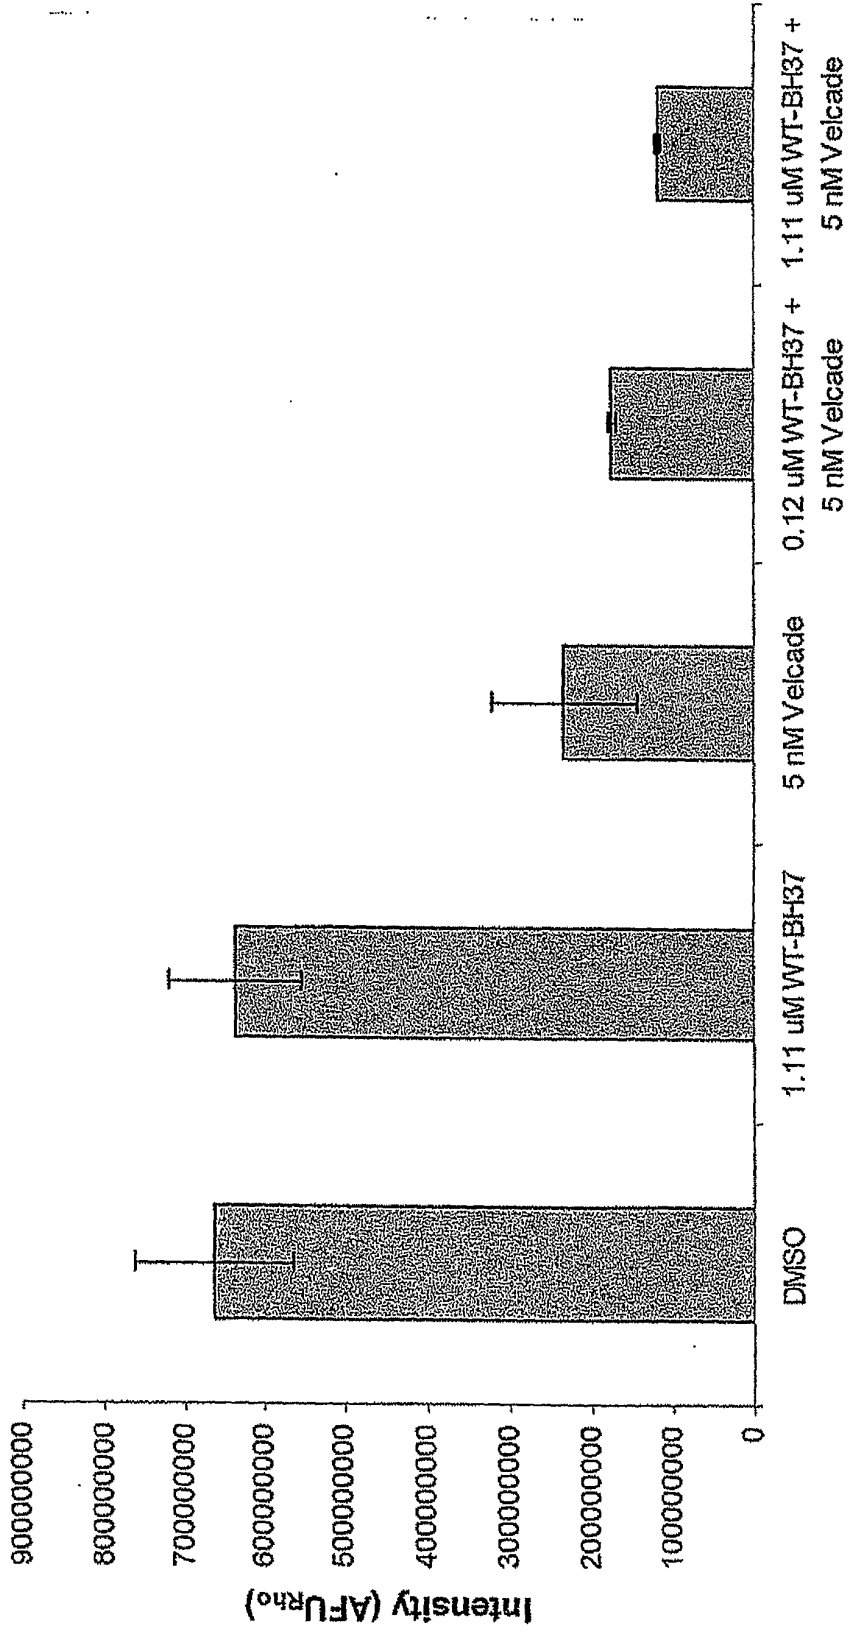 Intensity (AFURho)
900000000
800000000
700000000
600000000
500000000
400000000
300000000
200000000
100000000
0
DMSO
1.11 uM WT-BH37
5 nM Velcade
0.12 uM WT-BH37 +
5 nM Velcade
1.11 uM WT-BH37 +
5 nM Velcade